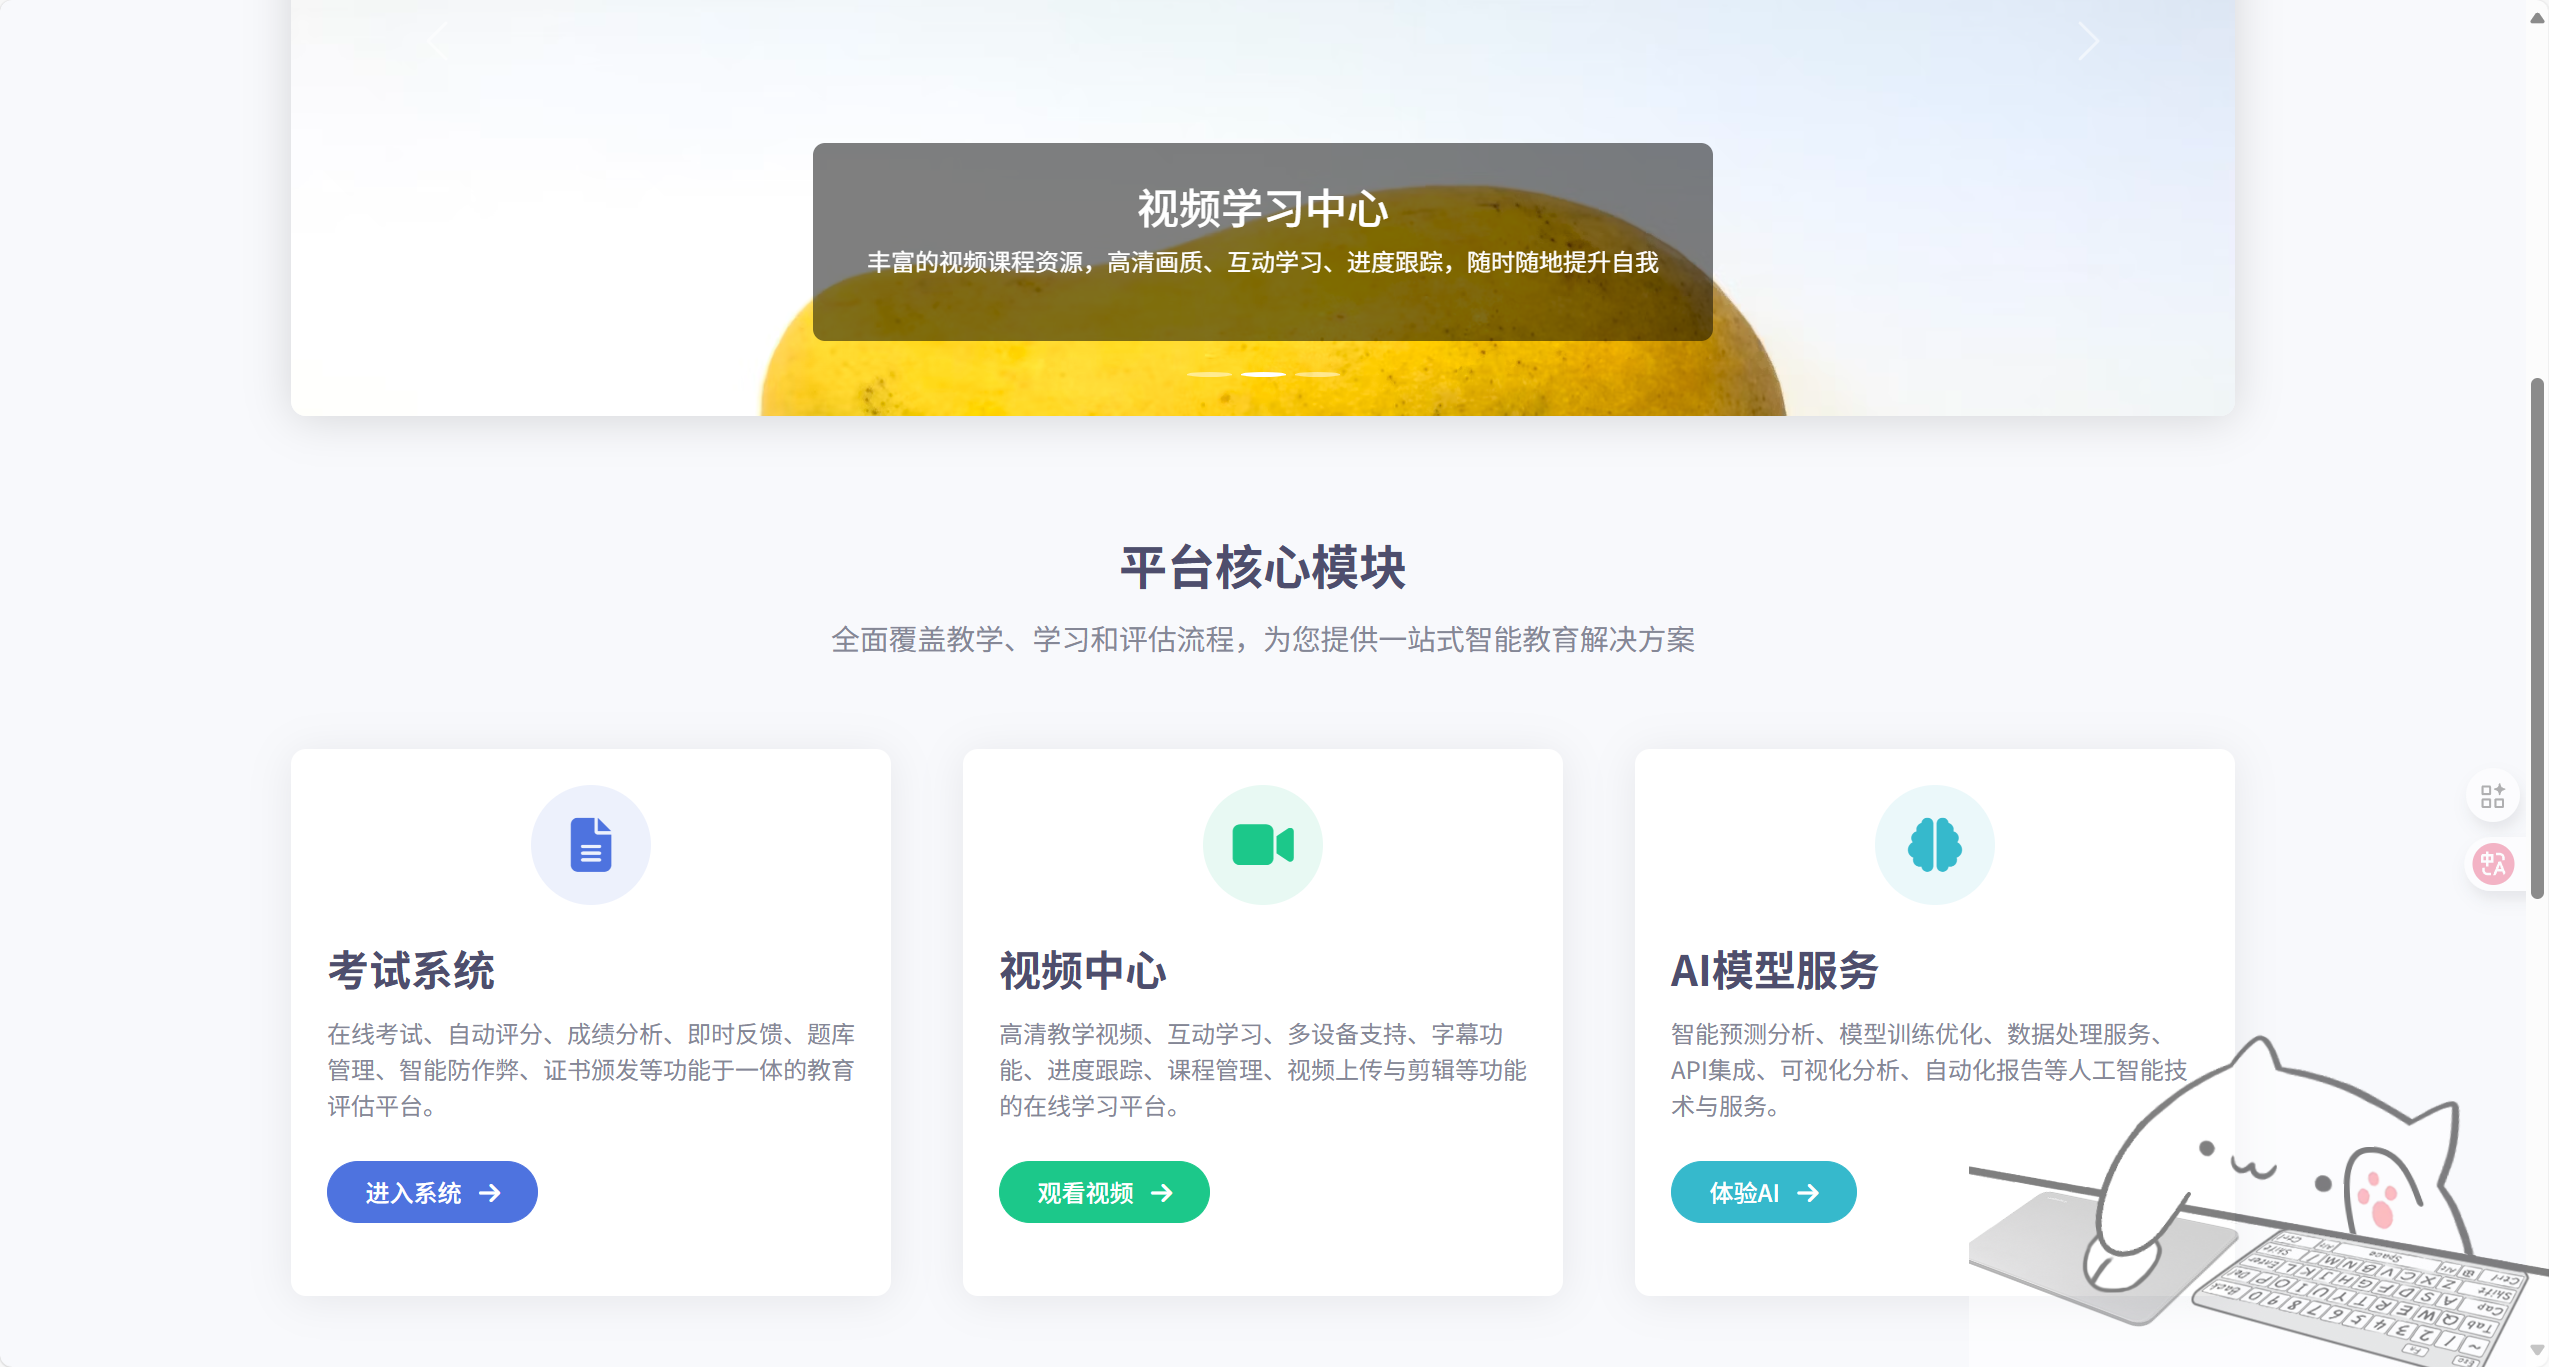 视频学习中心
丰富的视频课程资源，高清画质、互动学习、进度跟踪，随时随地提升自我
平台核心模块
全面覆盖教学、学习和评估流程，为您提供一站式智能教育解决方案
考试系统
在线考试、自动评分、成绩分析、即时反馈、题库
管理、智能防作弊、证书颁发等功能于一体的教育
评估平台。
进入系统
视频中心
高清教学视频、互动学习、多设备支持、字幕功
能、进度跟踪、课程管理、视频上传与剪辑等功能
的在线学习平台。
观看视频
AI模型服务
智能预测分析、模型训练优化、数据处理服务、
API集成、可视化分析、自动化报告等人工智能技
术与服务。
体验AI
中A